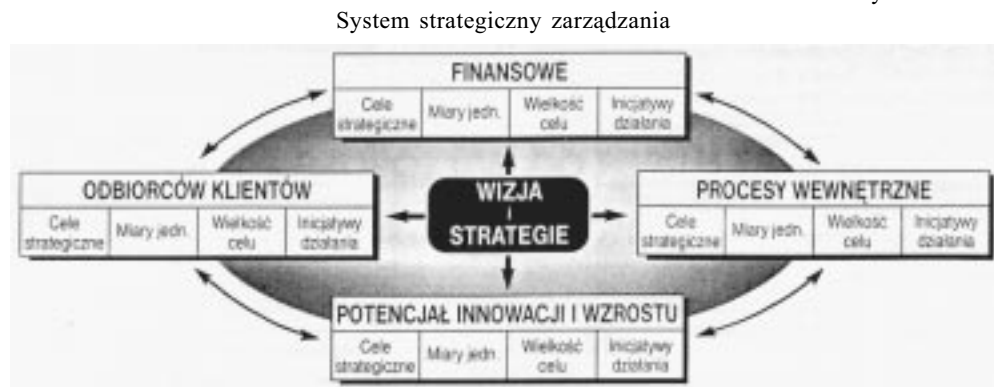 System strategiczny zarządzania
FINANSOWE
Cele strategiczne
Miary jedn.
Wielkość celu
Inicjatywy działania
ODBIORCÓW KLIENTÓW
Cele strategiczne
Miary jedn.
Wielkość celu
Inicjatywy działania
WIZJA
i
STRATEGIE
PROCESY WEWNĘTRZNE
Cele strategiczne
Miary jedn.
Wielkość celu
Inicjatywy działania
POTENCJAŁ INNOWACJI I WZROSTU
Cele strategiczne
Miary jedn.
Wielkość celu
Inicjatywy działania